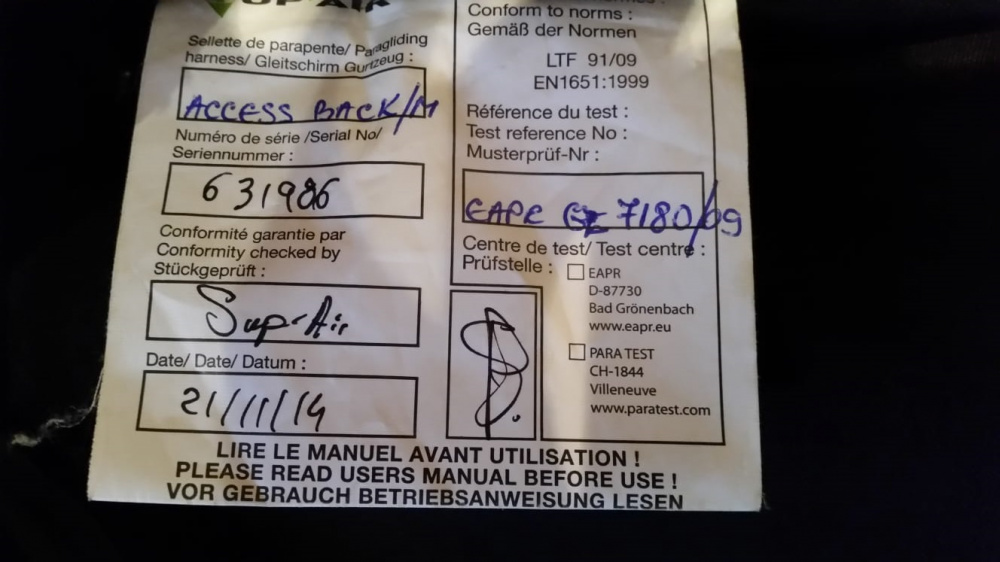 Sellette de parapente/ Paragliding
harness/ Gleitschirm Gurtzeug :
ACCESS BACK/M
Numéro de série /Serial No/
Seriennummer :
631986
Conformité garantie par
Conformity checked by
Stückgeprüft :
Sup-Air
Date/ Date/ Datum :
21/11/14
Conform to norms :
Gemäß der Normen
LTF 91/09
EN1651:1999
Référence du test :
Test reference No :
Musterprüf-Nr :
EAPR GZ 7180/09
Centre de test/ Test centre :
Prüfstelle :
EAPR
D-87730
Bad Grönenbach
www.eapr.eu
PARA TEST
CH-1844
Villeneuve
www.paratest.com
LIRE LE MANUEL AVANT UTILISATION !
PLEASE READ USERS MANUAL BEFORE USE !
VOR GEBRAUCH BETRIEBSANWEISUNG LESEN